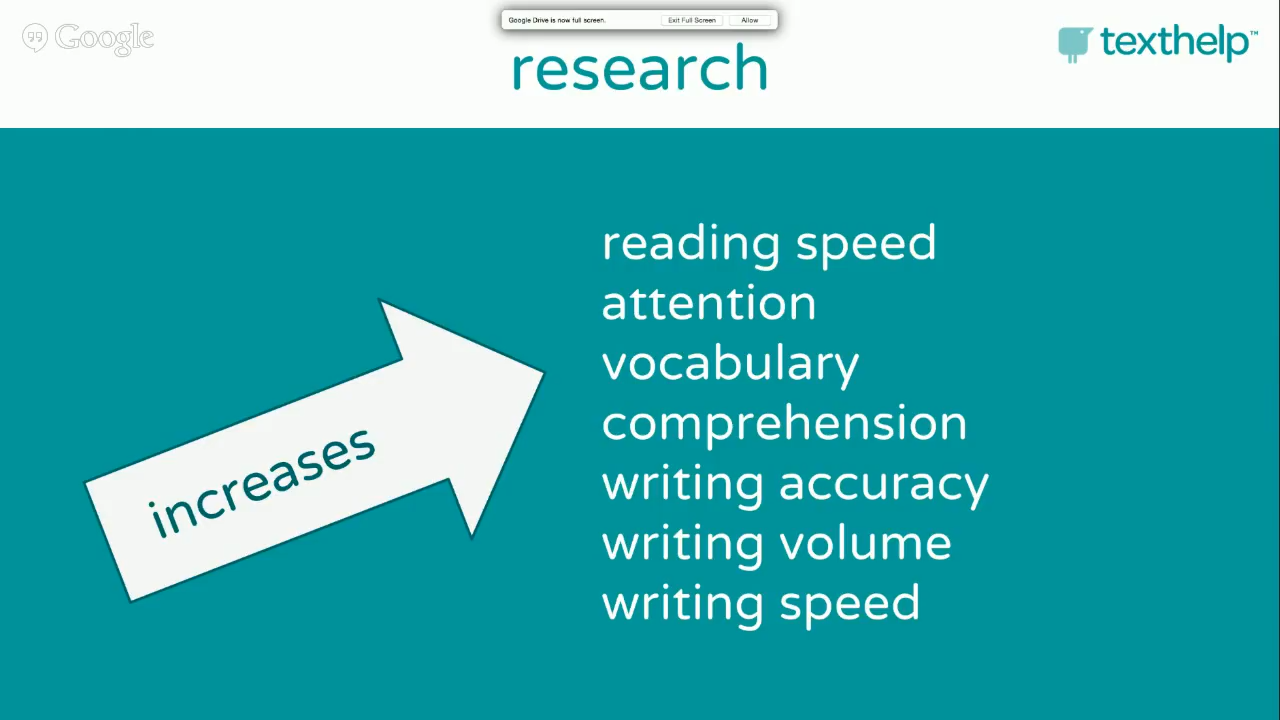 Google Drive is now full screen. Exit Full Screen Allow
Google
texthelp™
research
reading speed
attention
vocabulary
comprehension
writing accuracy
writing volume
writing speed
increases